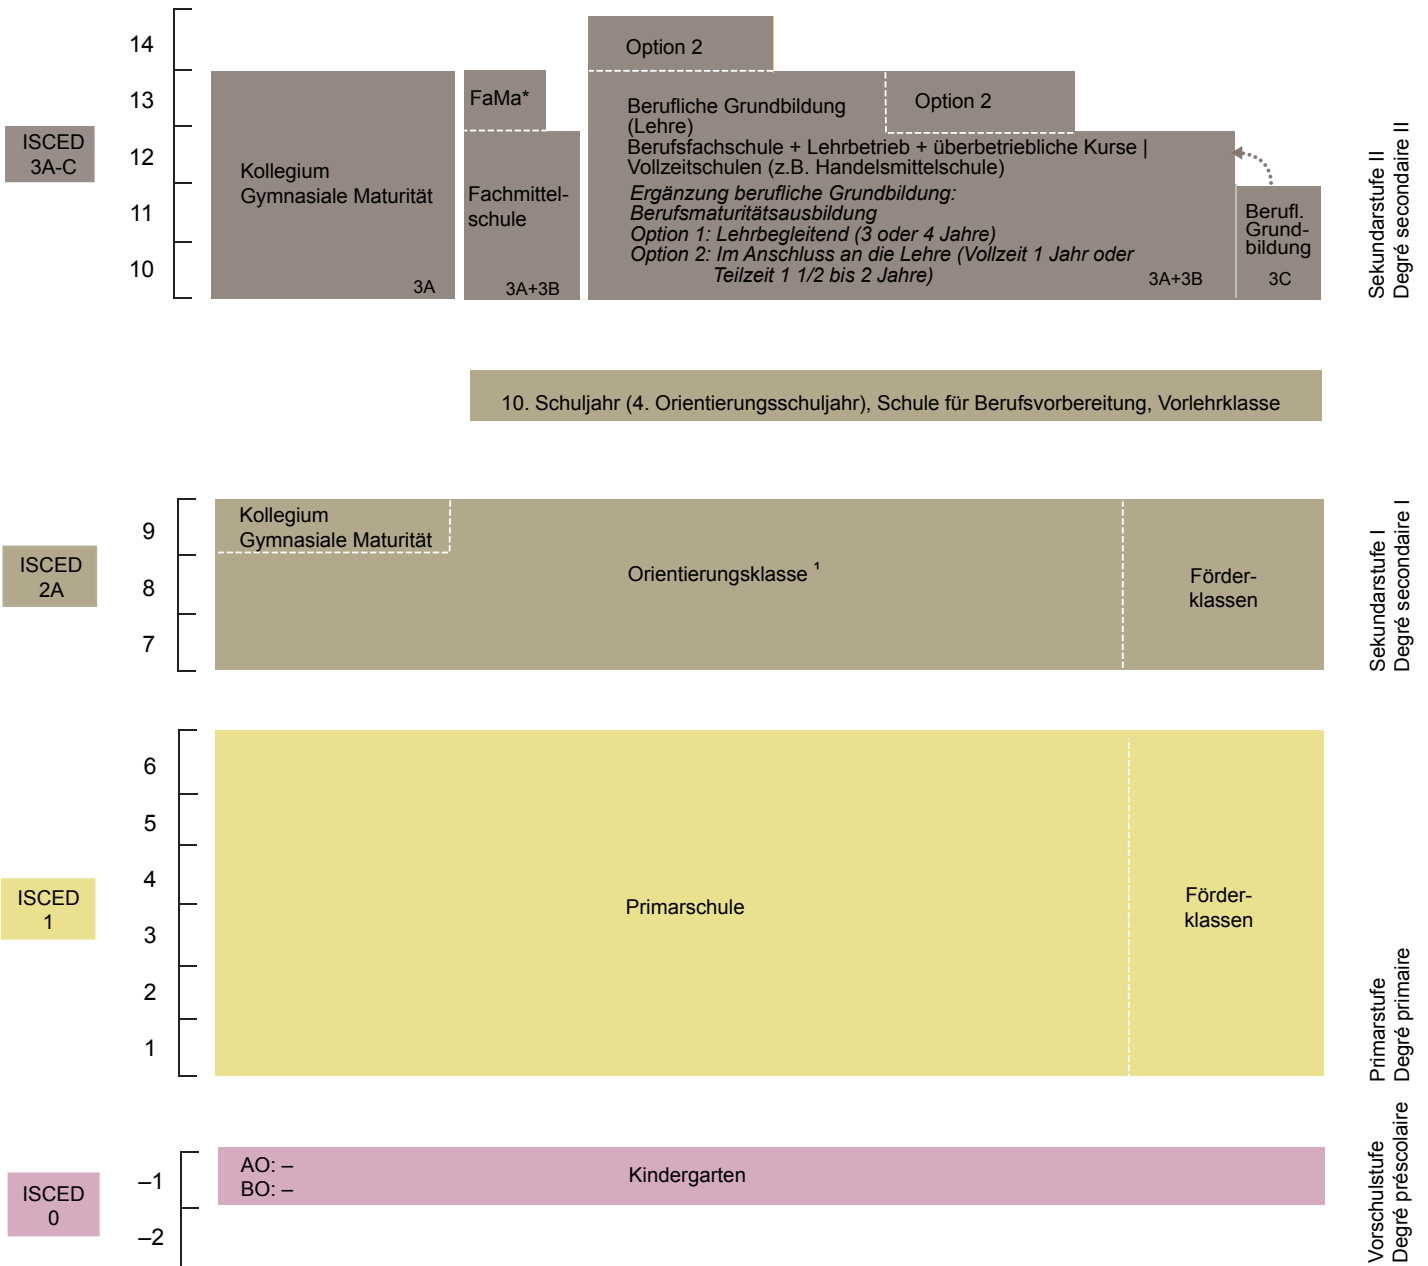 14
13
12
11
10
ISCED
3A-C
Kollegium
Gymnasiale Maturität
3A
FaMa*
Fachmittel-
schule
3A+3B
Option 2
Option 2
Berufliche Grundbildung
(Lehre)
Berufsfachschule + Lehrbetrieb + überbetriebliche Kurse |
Vollzeitschulen (z.B. Handelsmittelschule)
Ergänzung berufliche Grundbildung:
Berufsmaturitätsausbildung
Option 1: Lehrbegleitend (3 oder 4 Jahre)
Option 2: Im Anschluss an die Lehre (Vollzeit 1 Jahr oder
Teilzeit 1 1/2 bis 2 Jahre)
3A+3B
Berufl.
Grund-
bildung
3C
Sekundarstufe II
Degré secondaire II
10. Schuljahr (4. Orientierungsschuljahr), Schule für Berufsvorbereitung, Vorlehrklasse
ISCED
2A
9
8
7
Kollegium
Gymnasiale Maturität
Orientierungsklasse ¹
Förder-
klassen
Sekundarstufe I
Degré secondaire I
ISCED
1
6
5
4
3
2
1
Primarschule
Förder-
klassen
Primarstufe
Degré primaire
ISCED
0
–1
–2
AO: –
BO: –
Kindergarten
Vorschulstufe
Degré préscolaire